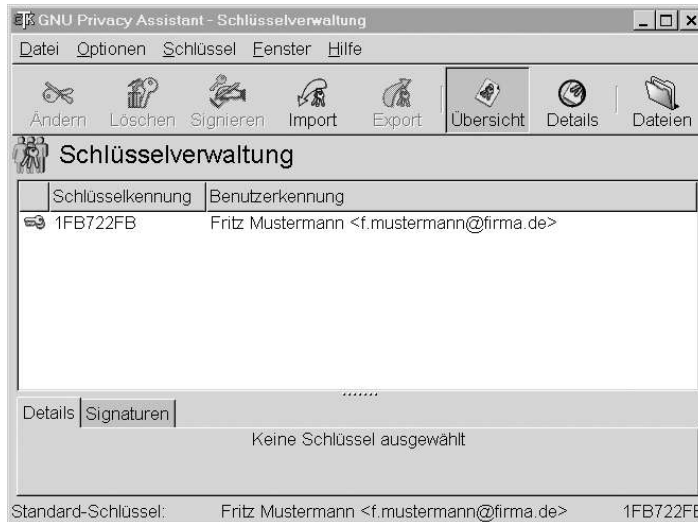 GNU Privacy Assistant - Schlüsselverwaltung
Datei Optionen Schlüssel Fenster Hilfe
Ändern Löschen Signieren Import Export Übersicht Details Dateien
Schlüsselverwaltung
Schlüsselkennung Benutzerkennung
1FB722FB Fritz Mustermann <f.mustermann@firma.de>
Details Signaturen
Keine Schlüssel ausgewählt
Standard-Schlüssel: Fritz Mustermann <f.mustermann@firma.de> 1FB722FB